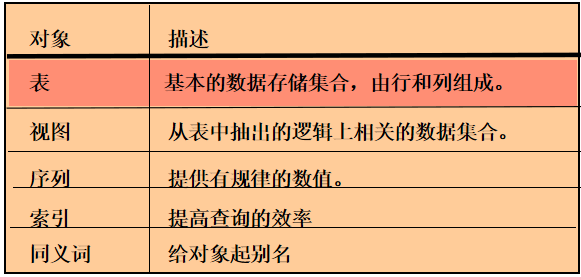 对象 描述
表 基本的数据存储集合，由行和列组成。
视图 从表中抽出的逻辑上相关的数据集合。
序列 提供有规律的数值。
索引 提高查询的效率
同义词 给对象起别名